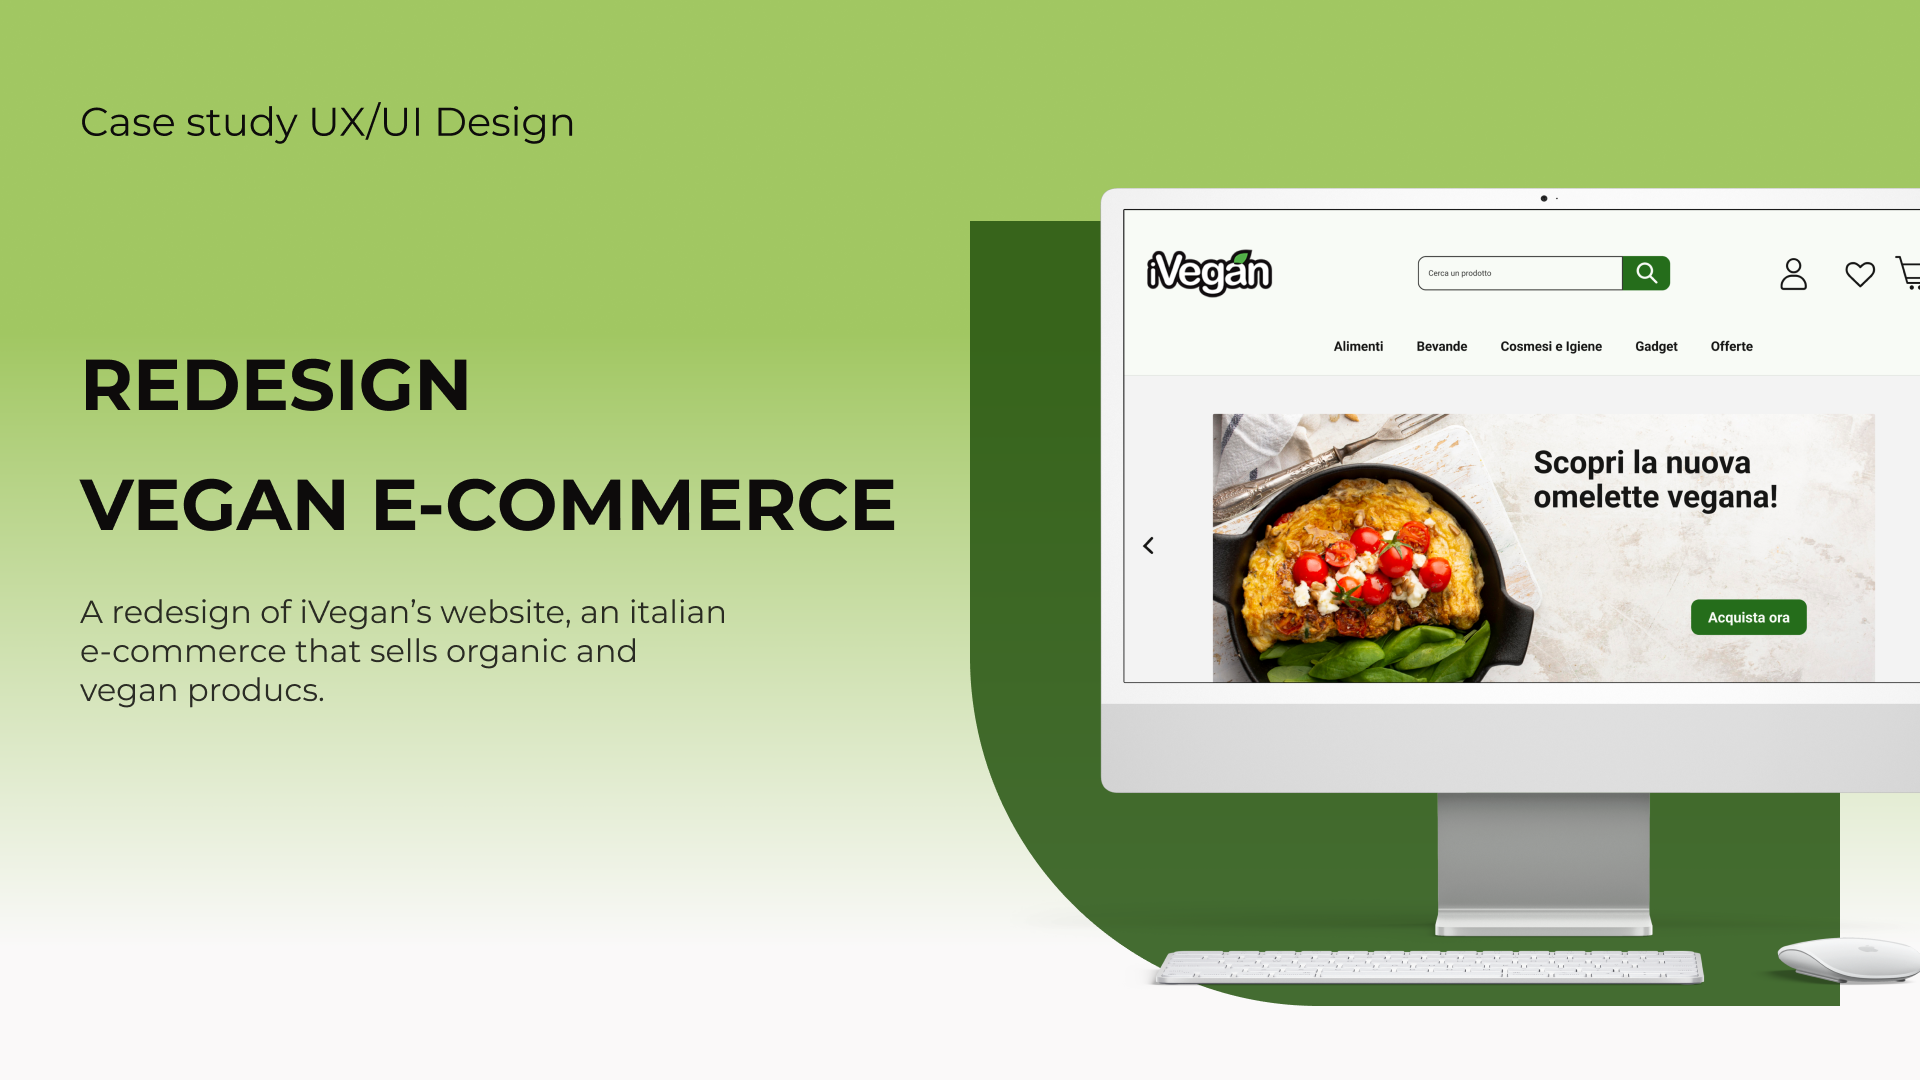 Case study UX/UI Design
REDESIGN
VEGAN E-COMMERCE
A redesign of iVegan’s website, an italian
e-commerce that sells organic and
vegan producs.
iVegan
Cerca un prodotto
Alimenti Bevande Cosmesi e Igiene Gadget Offerte
Scopri la nuova
omelette vegana!
Acquista ora